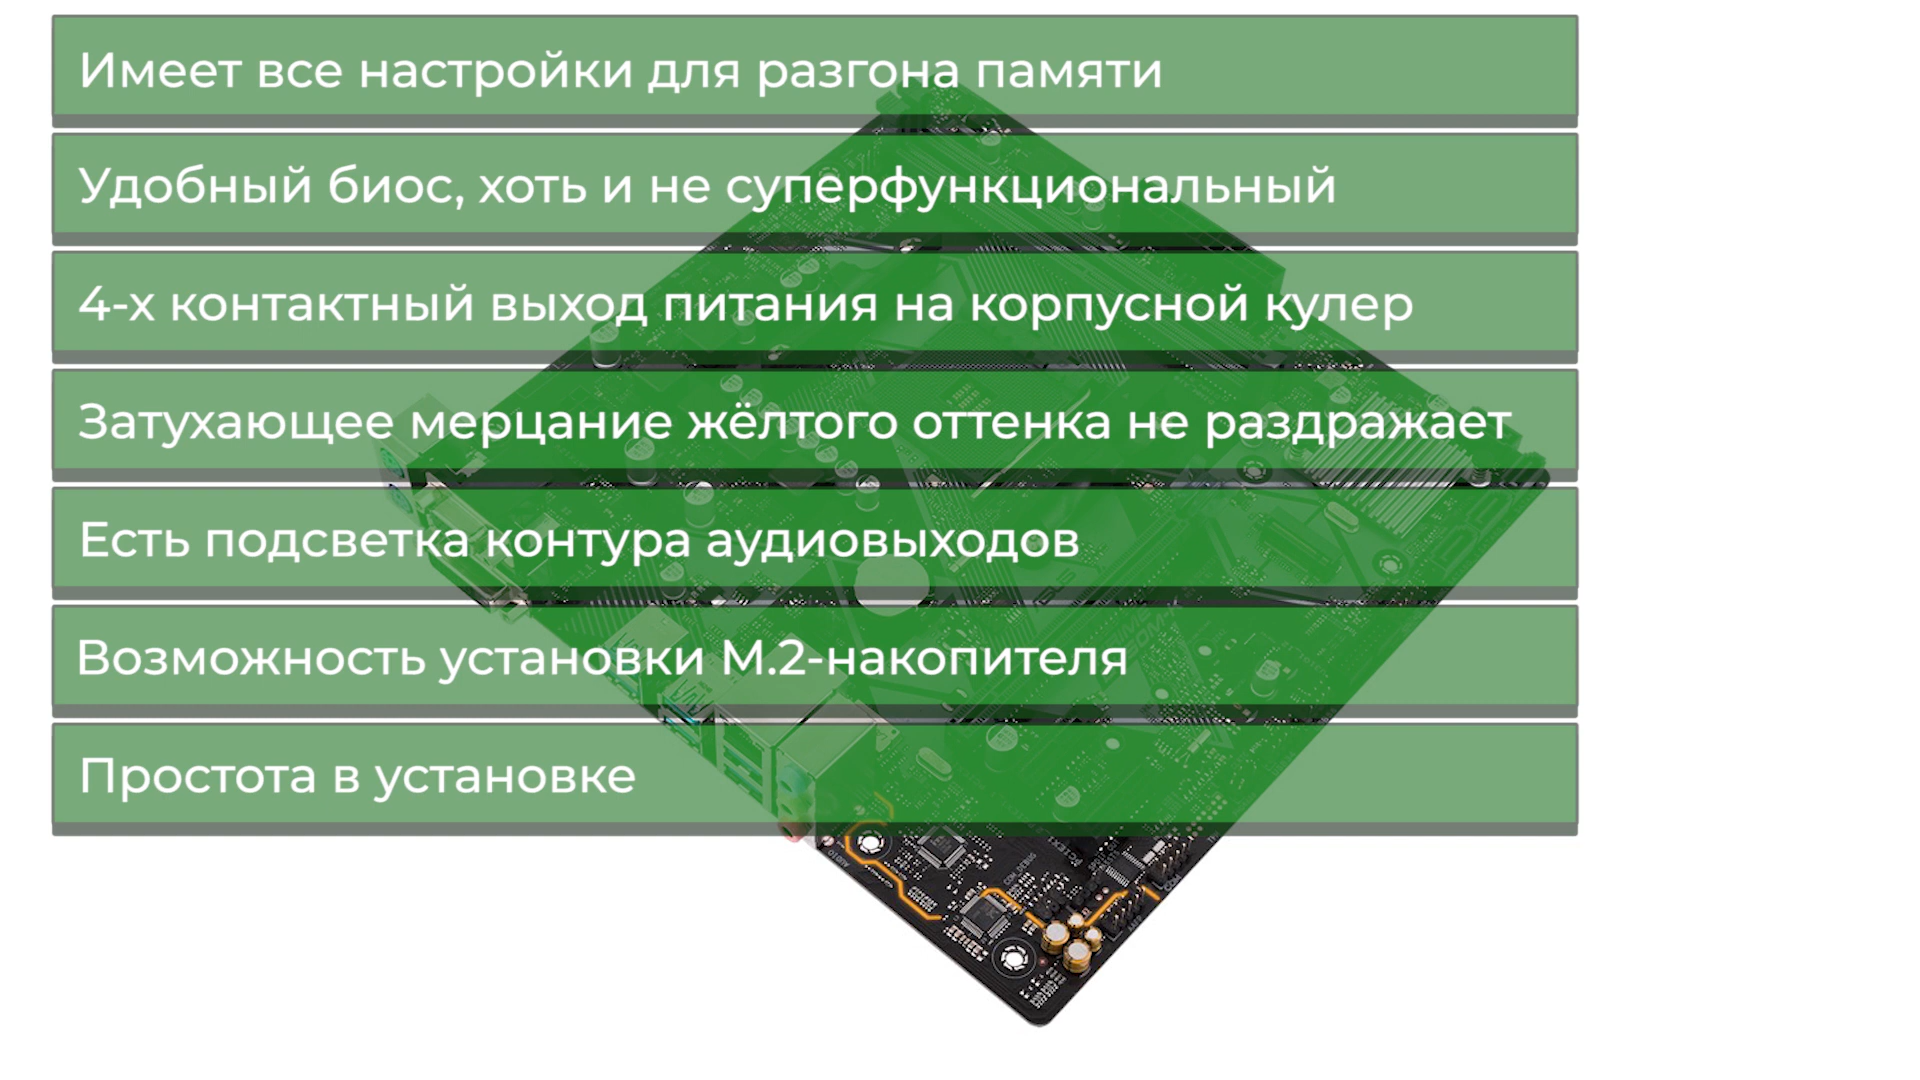 Имеет все настройки для разгона памяти
Удобный биос, хоть и не суперфункциональный
4-х контактный выход питания на корпусной кулер
Затухающее мерцание жёлтого оттенка не раздражает
Есть подсветка контура аудиовыходов
Возможность установки М.2-накопителя
Простота в установке